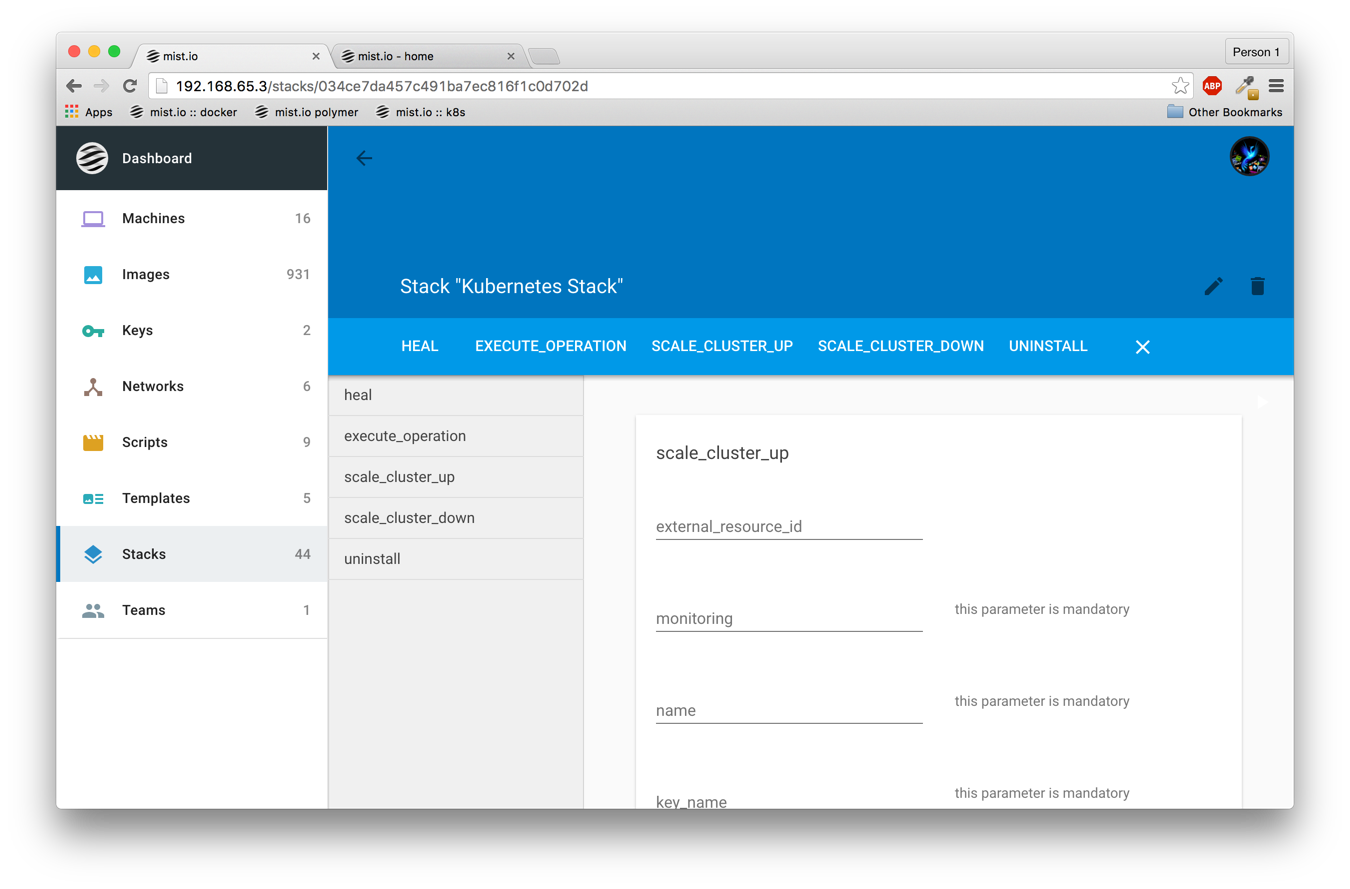 mist.io
mist.io - home
Person 1
192.168.65.3/stacks/034ce7da457c491ba7ec816f1c0d702d
ABP
Apps
mist.io :: docker
mist.io polymer
mist.io :: k8s
Other Bookmarks
Dashboard
Machines 16
Images 931
Keys 2
Networks 6
Scripts 9
Templates 5
Stacks 44
Teams 1
Stack "Kubernetes Stack"
HEAL EXECUTE_OPERATION SCALE_CLUSTER_UP SCALE_CLUSTER_DOWN UNINSTALL
heal
execute_operation
scale_cluster_up
scale_cluster_down
uninstall
scale_cluster_up
external_resource_id
monitoring
this parameter is mandatory
name
this parameter is mandatory
key_name
this parameter is mandatory